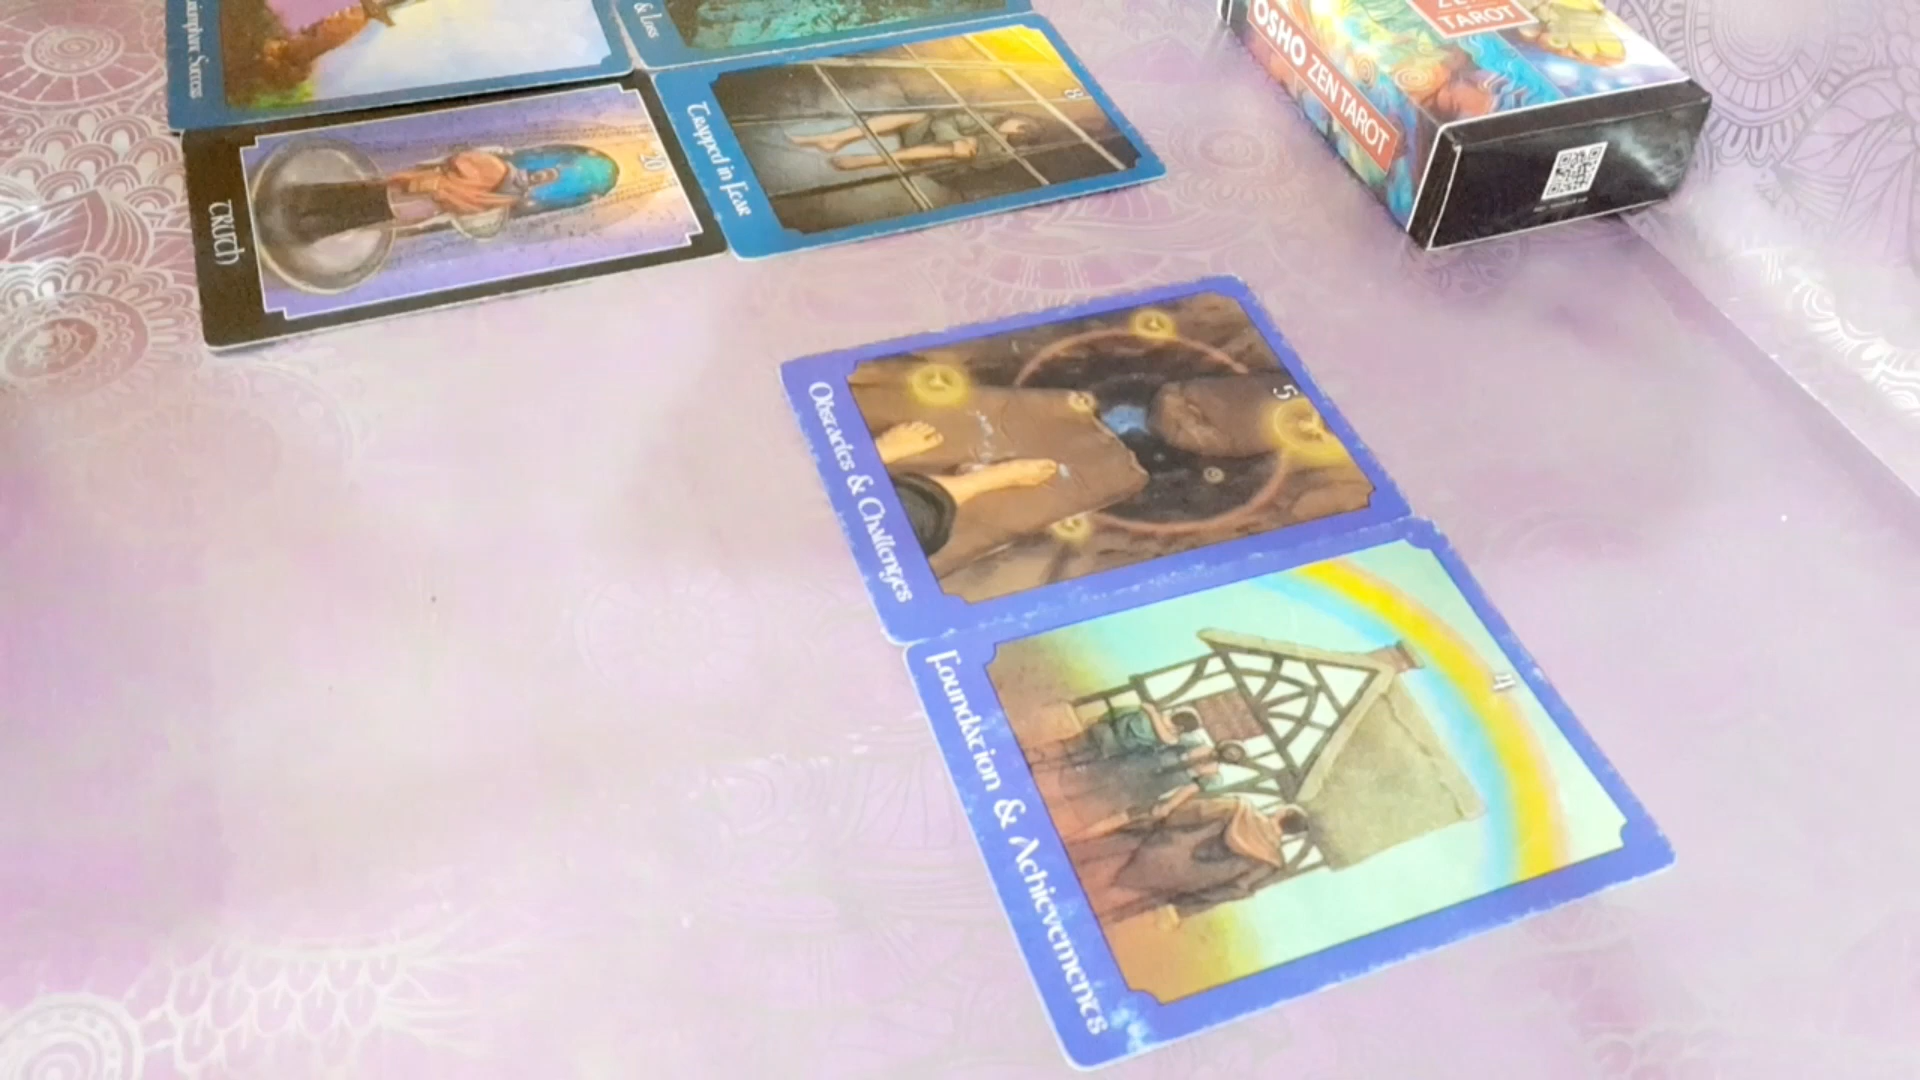 Triumphant Success
& Loss
8
Trapped in Fear
20
TRUTH
TAROT
OSHO ZEN TAROT
5
Obstacles & Challenges
4
Foundation & Achievements